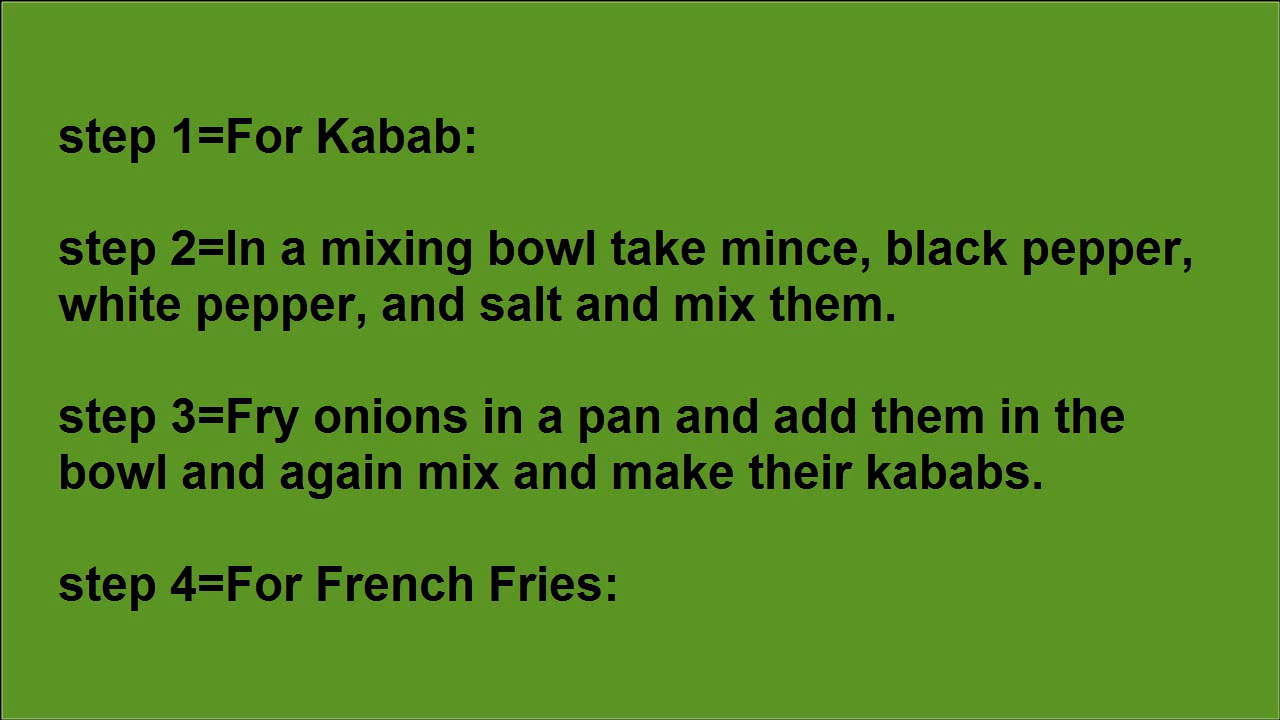 step 1=For Kabab:
step 2=In a mixing bowl take mince, black pepper,
white pepper, and salt and mix them.
step 3=Fry onions in a pan and add them in the
bowl and again mix and make their kababs.
step 4=For French Fries: